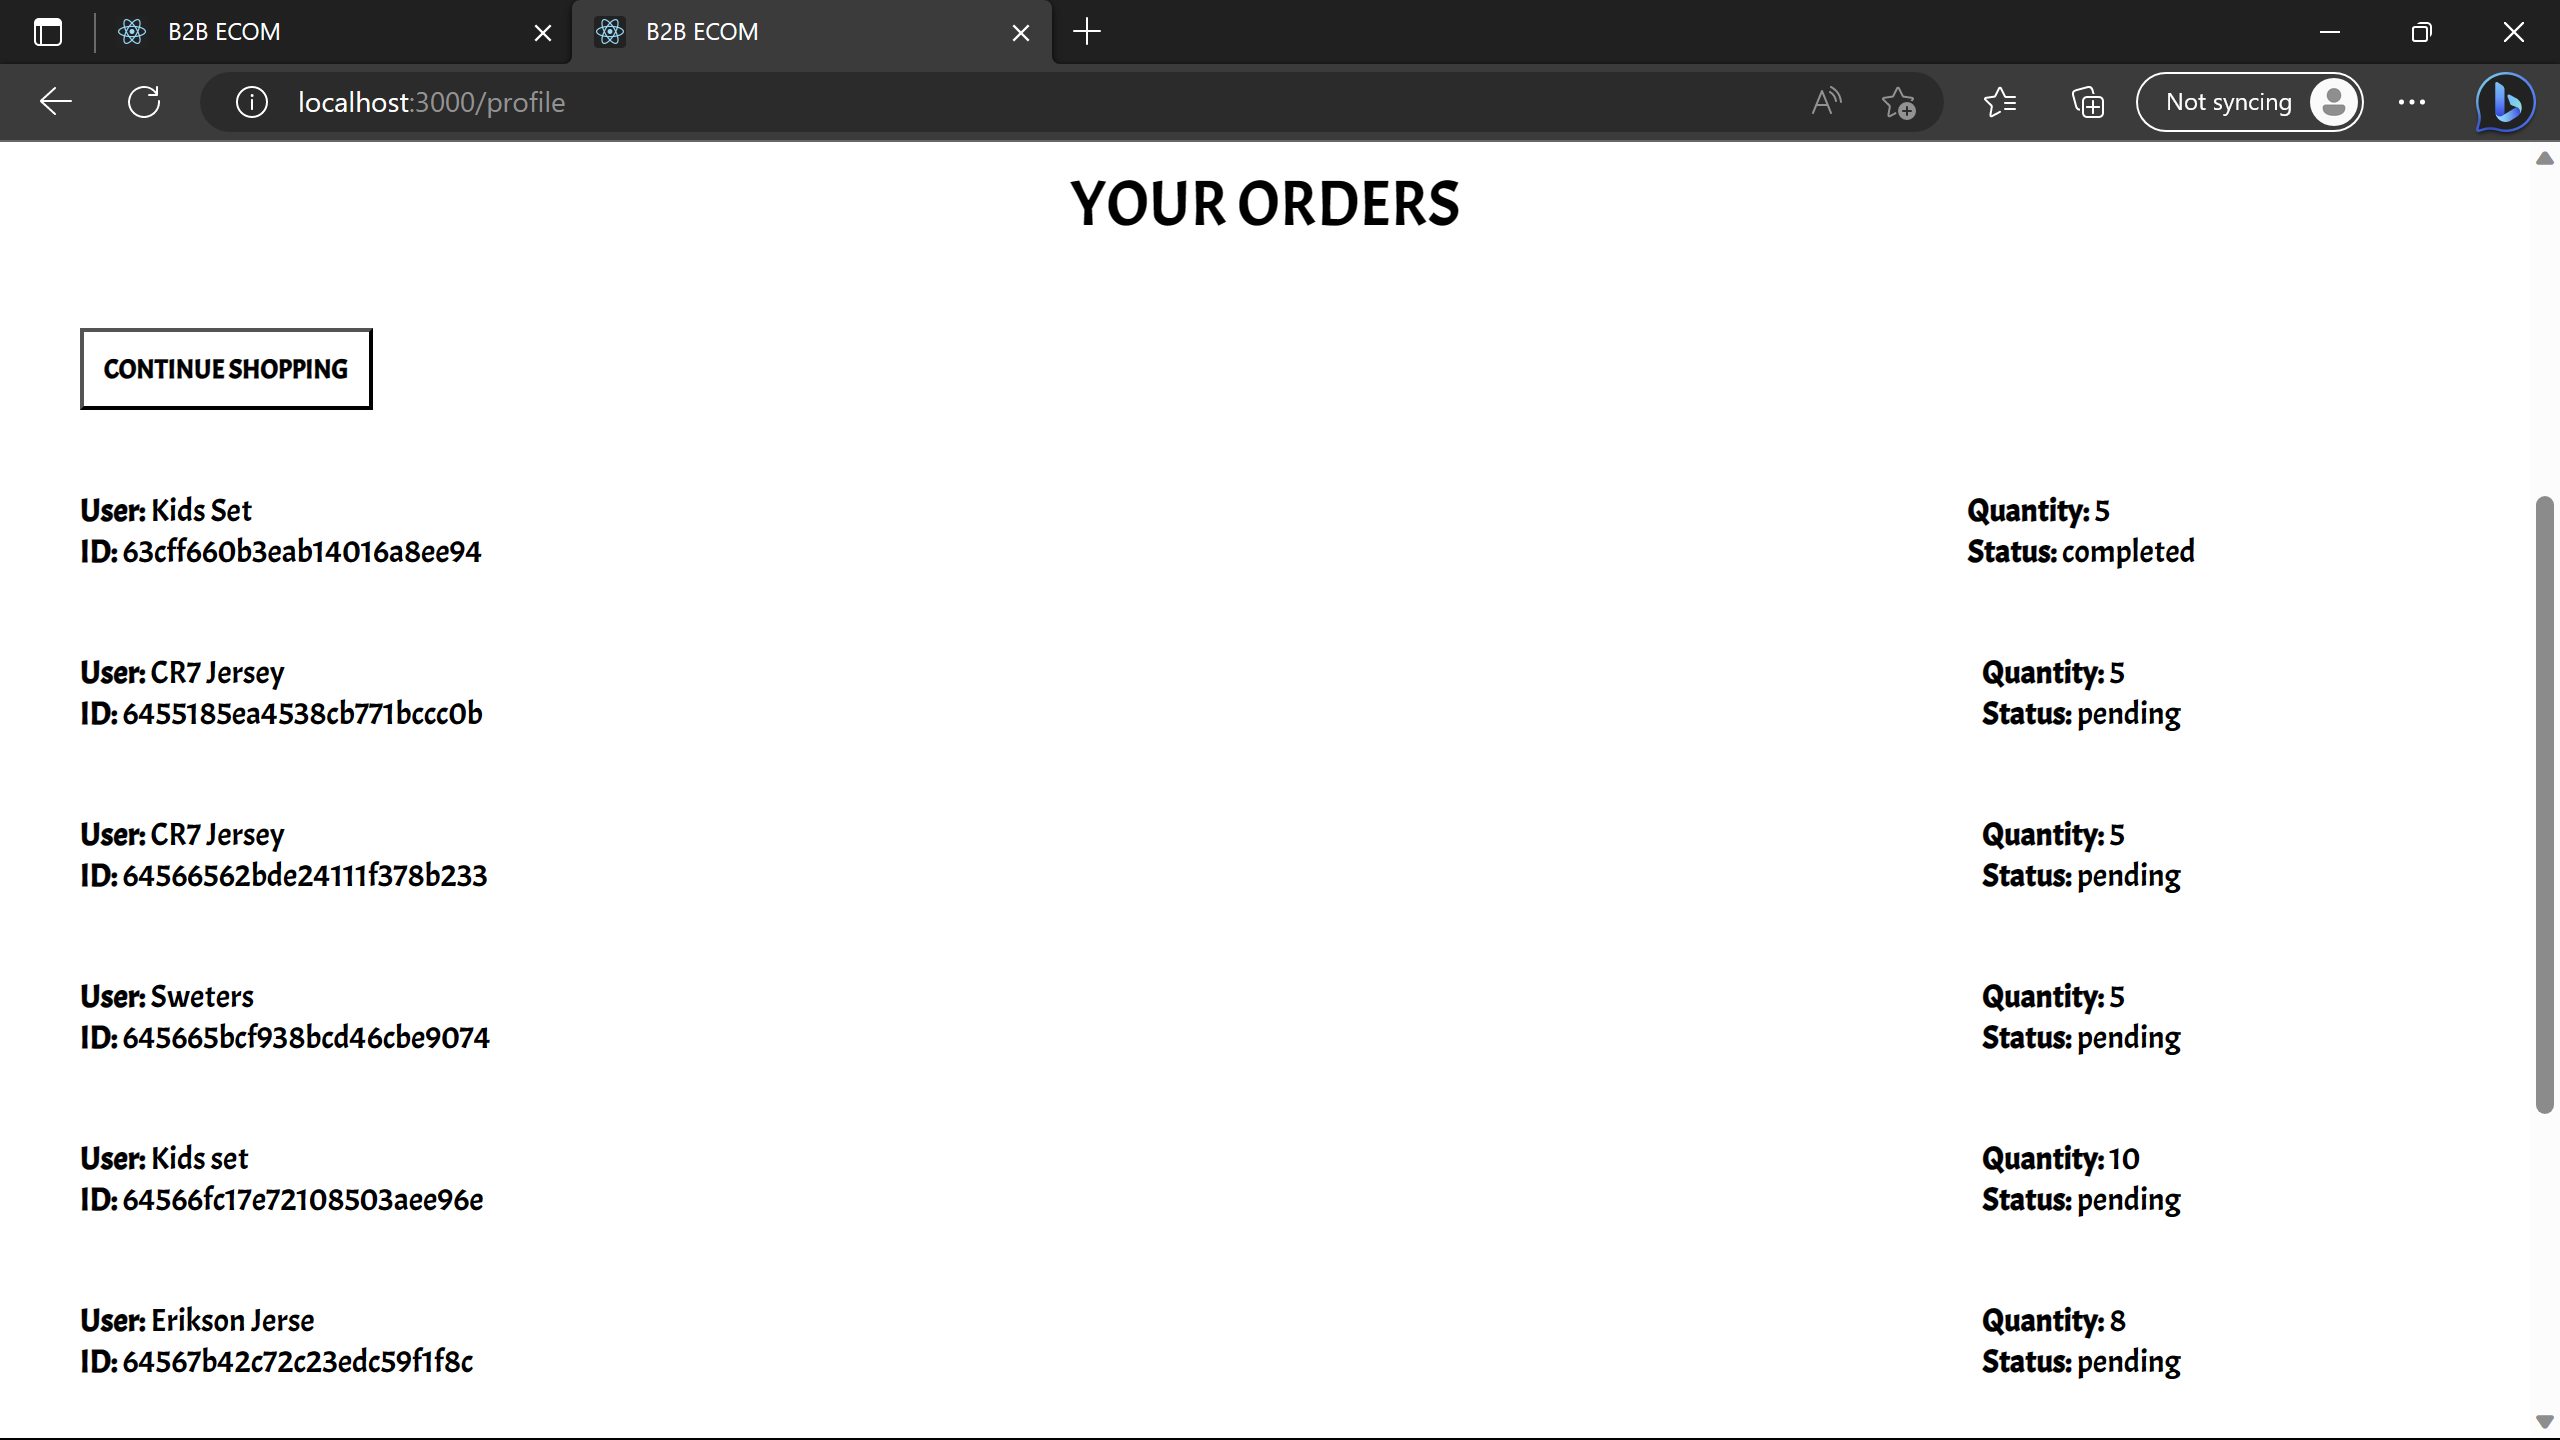 B2B ECOM
B2B ECOM
localhost:3000/profile
Not syncing
YOUR ORDERS
CONTINUE SHOPPING
User: Kids Set
ID: 63cff660b3eab14016a8ee94
Quantity: 5
Status: completed
User: CR7 Jersey
ID: 6455185ea4538cb771bccc0b
Quantity: 5
Status: pending
User: CR7 Jersey
ID: 64566562bde24111f378b233
Quantity: 5
Status: pending
User: Sweters
ID: 645665bcf938bcd46cbe9074
Quantity: 5
Status: pending
User: Kids set
ID: 64566fc17e72108503aee96e
Quantity: 10
Status: pending
User: Erikson Jerse
ID: 64567b42c72c23edc59f1f8c
Quantity: 8
Status: pending